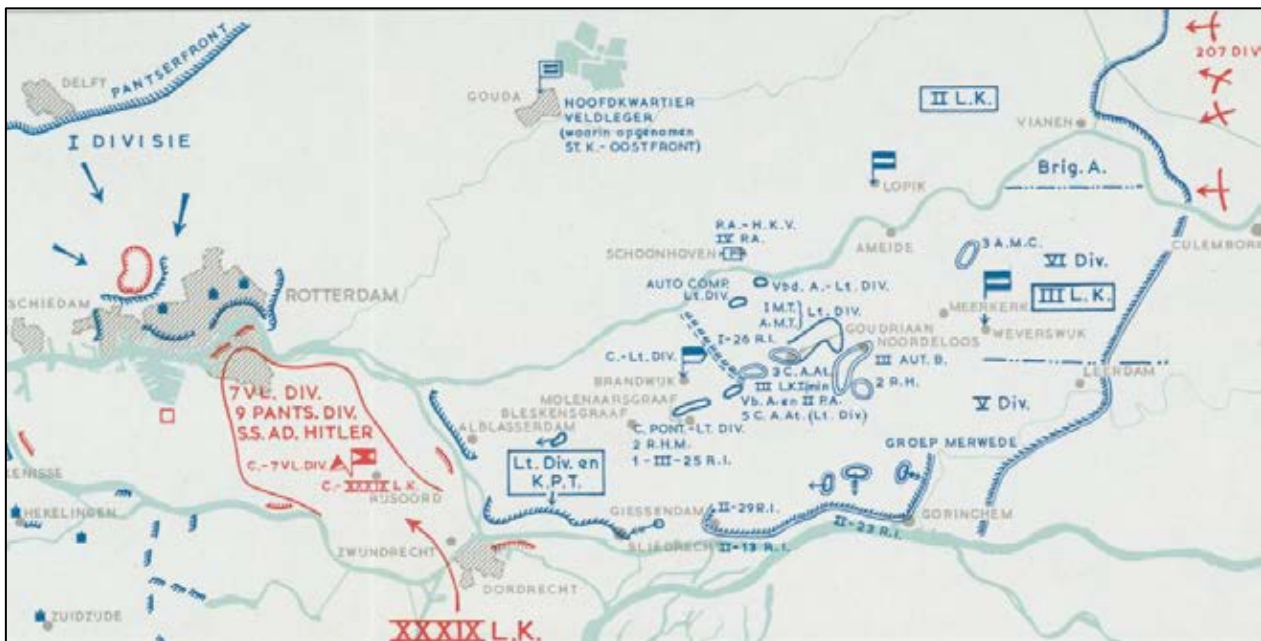 DELFT
PANTSERFRONT
I DIVISIE
GOUDA
HOOFDKWARTIER
VELDLEGER
(waarin opgenomen
ST. K.- OOSTFRONT)
II L.K.
207 DIV
VIANEN
Brig. A.
LOPIK
AMEIDE
CULEMBORG
P.A.- H.K.V.
IV P.A.
SCHOONHOVEN
3 A.M.C.
VI Div.
III L.K.
MEERKERK
WEVERSWIJK
AUTO COMP.
Lt. DIV.
Vbd. A.- Lt. DIV.
I M.T.
A.M.T.
Lt. DIV.
GOUDRIAAN
NOORDELOOS
I-26 R.I.
III AUT. B.
2 R.H.
C.-Lt. DIV.
BRANDWIJK
3 C.A.At.
Vb. A. en II P.A.
5 C.A.At. (Lt. Div)
MOLENAARSGRAAF
BLESKENSGRAAF
C. PONT.-LT. DIV.
2 R.H.M.
1-III-25 R.I.
LEERDAM
V Div.
GROEP MERWEDE
SCHIEDAM
ROTTERDAM
7 VL. DIV.
9 PANTS. DIV.
S.S. AD. HITLER
C.-7 VL. DIV.
C.-XXXIX L.K.
RIJSOORD
ALBLASSERDAM
Lt. Div. en
K.P.T.
GIESSENDAM
SLIEDRECHT
II-29 R.I.
II-13 R.I.
II-23 R.I.
GORINCHEM
HEKELINGEN
ZWIJNDRECHT
DORDRECHT
ZUIDZIJDE
XXXIX L.K.